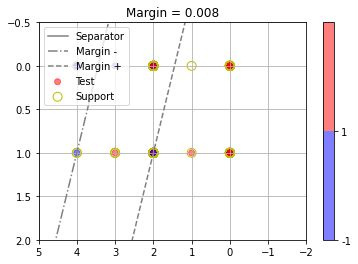 Margin = 0.008
Separator
Margin -
Margin +
Test
Support
−0.5
0.0
0.5
1.0
1.5
2.0
5 4 3 2 1 0 −1 −2
1
-1